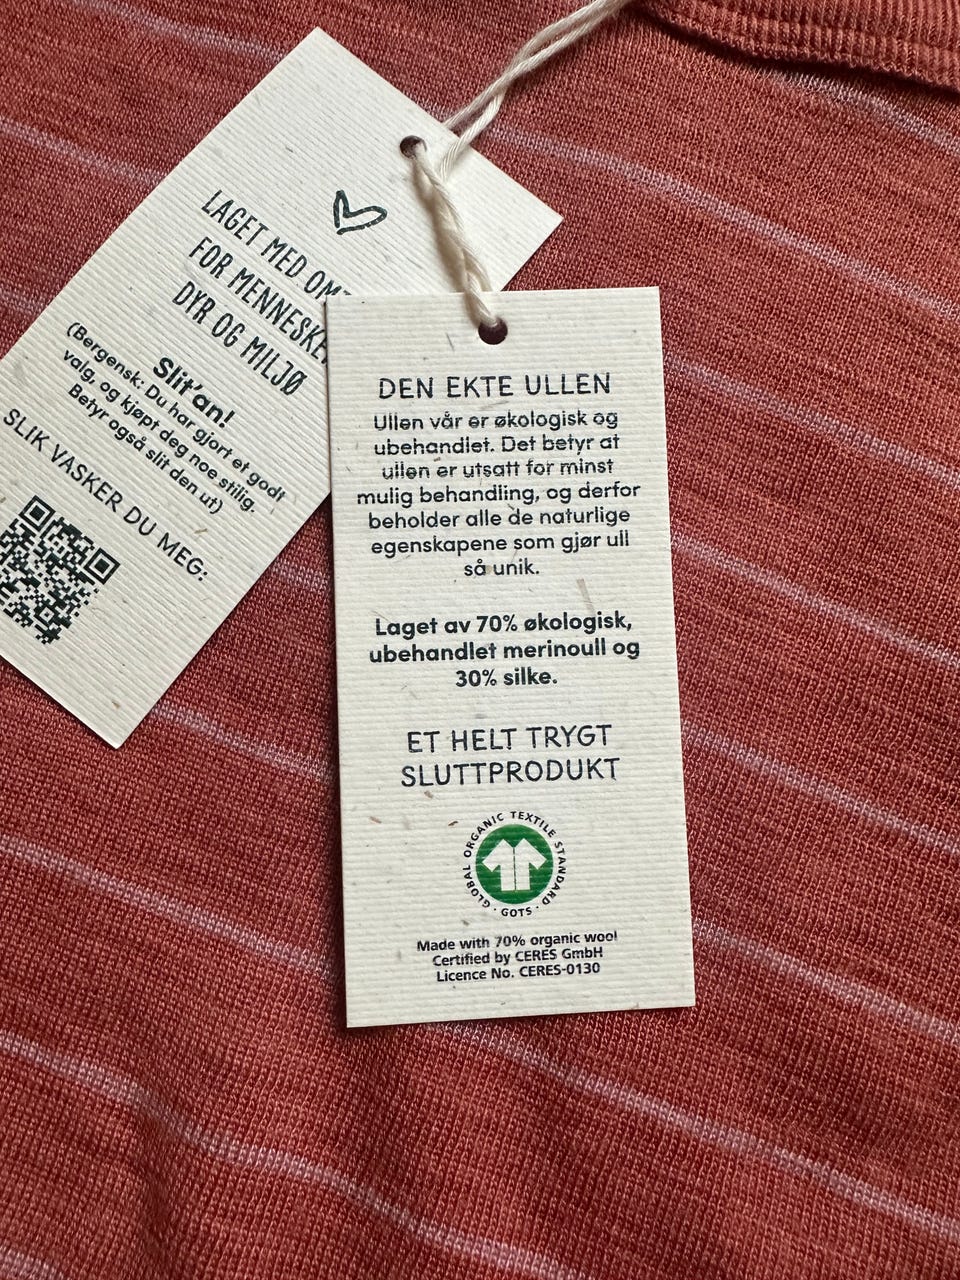 LAGET MED
FOR
DYR OG MILJØ
Slit'an!
(Bergensk: Du har gjort et godt
valg, og kjøpt deg noe stilig.
Betyr også slit den ut)
SLIK VASKER DU MEG:
DEN EKTE ULLEN
Ullen vår er økologisk og
ubehandlet. Det betyr at
ullen er utsatt for minst
mulig behandling, og derfor
beholder alle de naturlige
egenskapene som gjør ull
så unik.
Laget av 70% økologisk,
ubehandlet merinoull og
30% silke.
ET HELT TRYGT
SLUTTPRODUKT
GLOBAL ORGANIC TEXTILE STANDARD · GOTS ·
Made with 70% organic wool
Certified by CERES GmbH
Licence No. CERES-0130